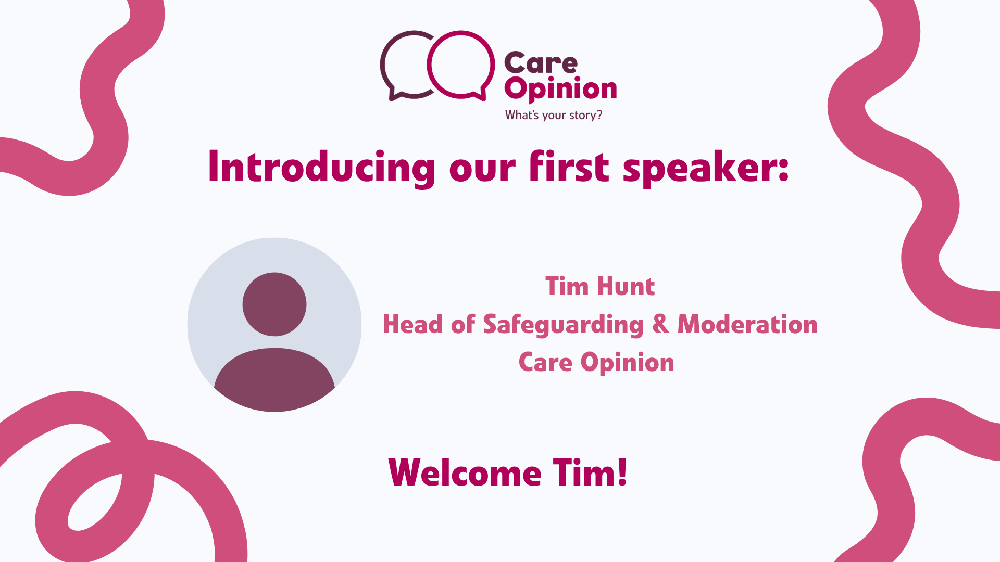 Care
Opinion
What's your story?
Introducing our first speaker:
Tim Hunt
Head of Safeguarding & Moderation
Care Opinion
Welcome Tim!